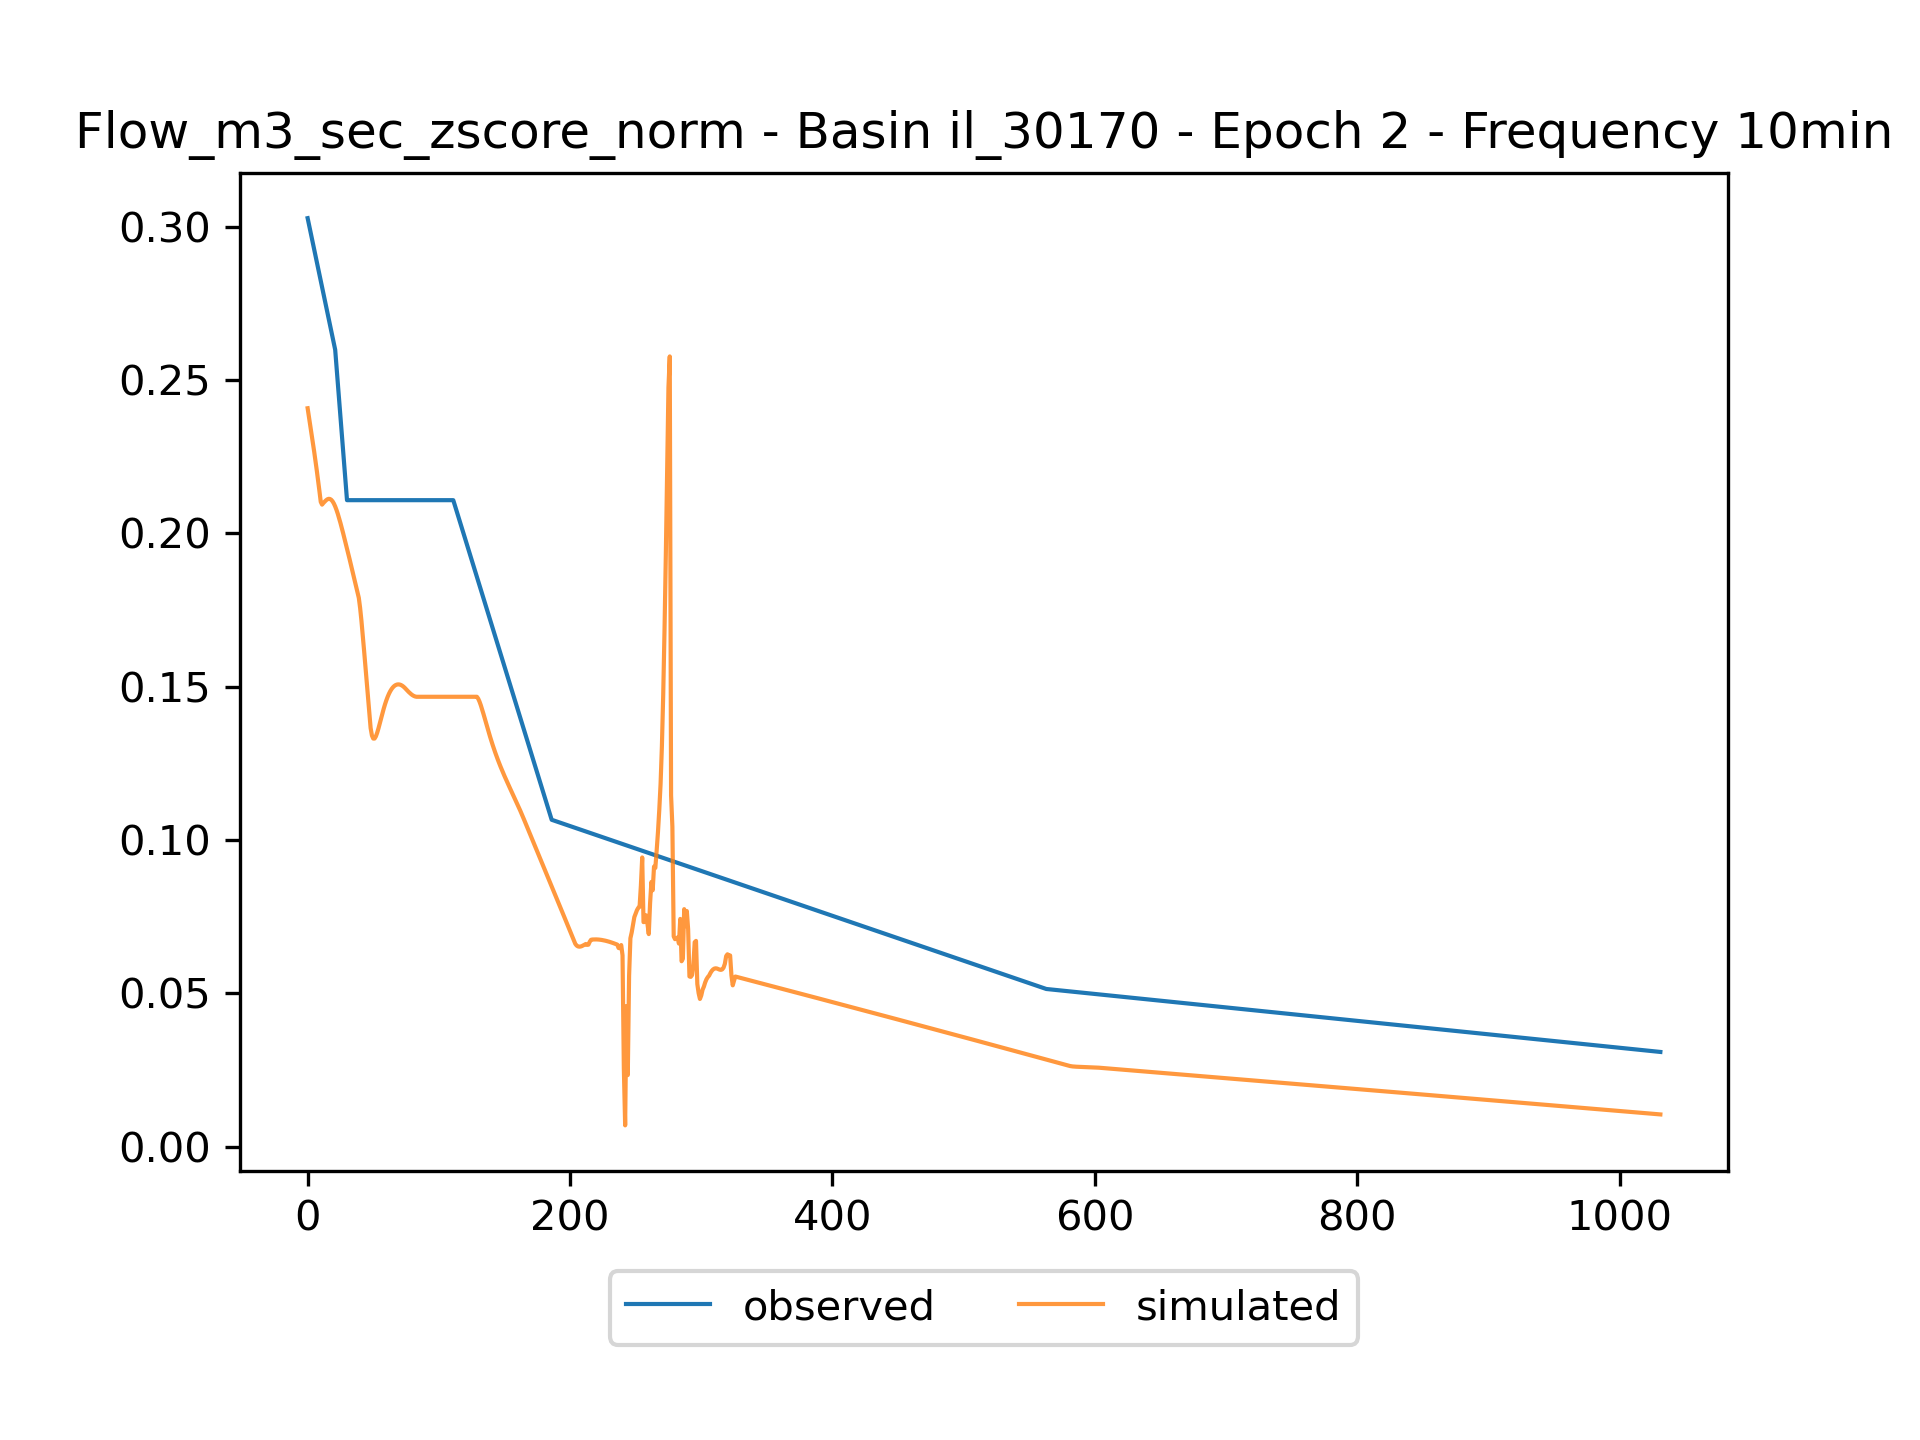 Flow_m3_sec_zscore_norm - Basin il_30170 - Epoch 2 - Frequency 10min
0.30
0.25
0.20
0.15
0.10
0.05
0.00
0 200 400 600 800 1000
observed simulated